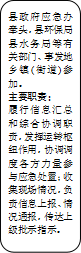 县政府应急办
牵头。县环保局
县水务局等有
关部门、事发地
乡镇(街道)参
加。
主要职责：
履行信息汇总
和综合协调职
责，发挥运转枢
纽作用。协调调
度各方力量参
与应急处置；收
集现场情况。负
责信息上报、情
况通报。传达上
级批示指示。